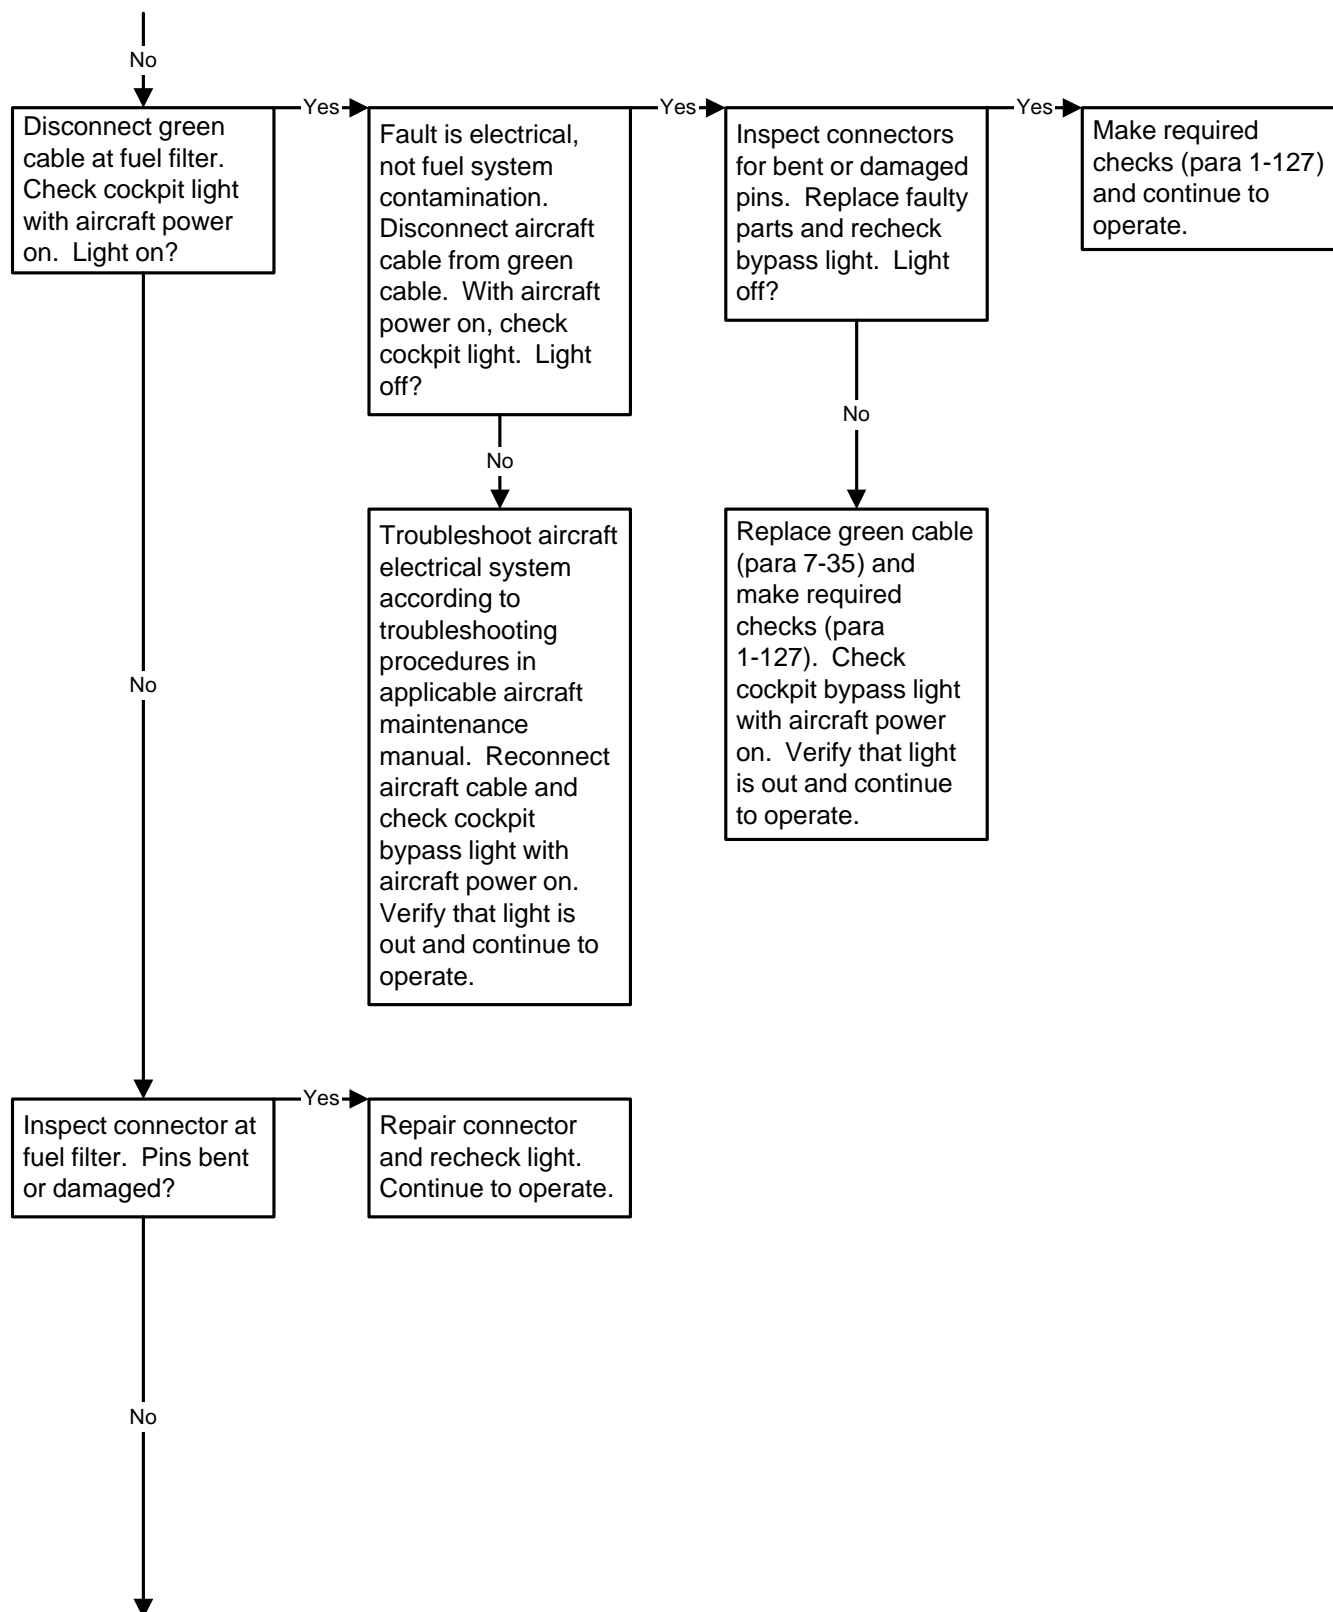 No
Disconnect green
cable at fuel filter.
Check cockpit light
with aircraft power
on.  Light on?
Yes
Fault is electrical,
not fuel system
contamination.
Disconnect aircraft
cable from green
cable.  With aircraft
power on, check
cockpit light.  Light
off?
Yes
Inspect connectors
for bent or damaged
pins.  Replace faulty
parts and recheck
bypass light.  Light
off?
Yes
Make required
checks (para 1-127)
and continue to
operate.
No
No
No
Troubleshoot aircraft
electrical system
according to
troubleshooting
procedures in
applicable aircraft
maintenance
manual.  Reconnect
aircraft cable and
check cockpit
bypass light with
aircraft power on.
Verify that light is
out and continue to
operate.
Replace green cable
(para 7-35) and
make required
checks (para
1-127).  Check
cockpit bypass light
with aircraft power
on.  Verify that light
is out and continue
to operate.
Inspect connector at
fuel filter.  Pins bent
or damaged?
Yes
Repair connector
and recheck light.
Continue to operate.
No